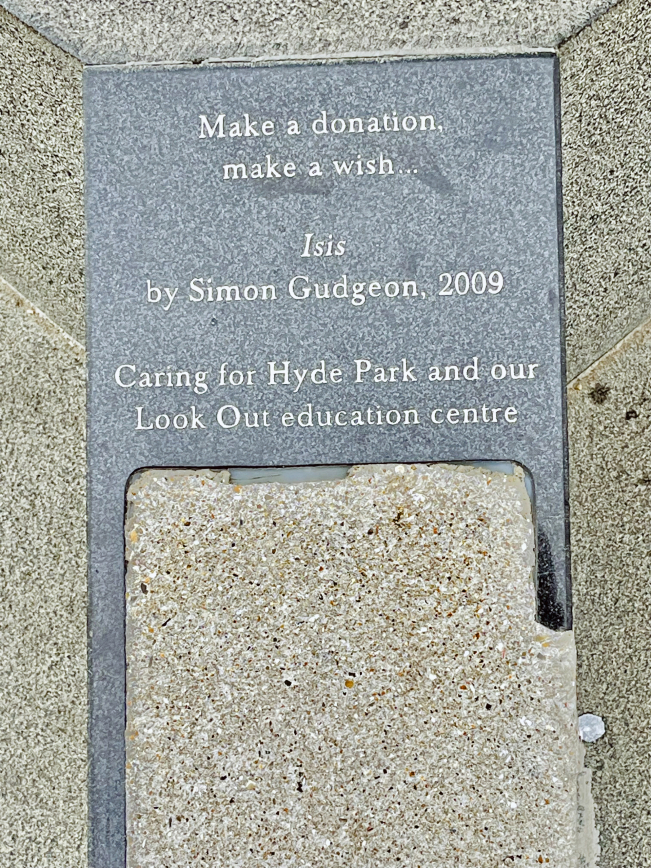 Make a donation,
make a wish...
Isis
by Simon Gudgeon, 2009
Caring for Hyde Park and our
Look Out education centre